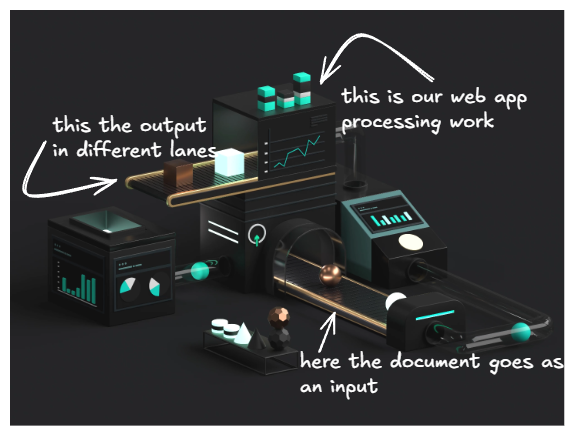 this is our web app
processing work
this the output
in different lanes
here the document goes as
an input